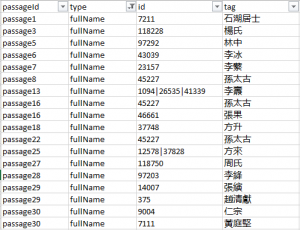 passageId type id tag
passage1 fullName 7211 石湖居士
passage3 fullName 118228 楊氏
passage5 fullName 97292 林中
passage6 fullName 43039 李冰
passage7 fullName 23157 李繁
passage8 fullName 45227 孫太古
passage13 fullName 1094|26535|41339 李燾
passage16 fullName 45227 孫太古
passage16 fullName 46661 張果
passage18 fullName 37748 方升
passage22 fullName 45227 孫太古
passage25 fullName 12578|37828 方來
passage27 fullName 118750 周氏
passage28 fullName 97203 李鋒
passage29 fullName 14007 張鎮
passage29 fullName 375 趙清獻
passage30 fullName 9004 仁宗
passage30 fullName 7111 黃庭堅